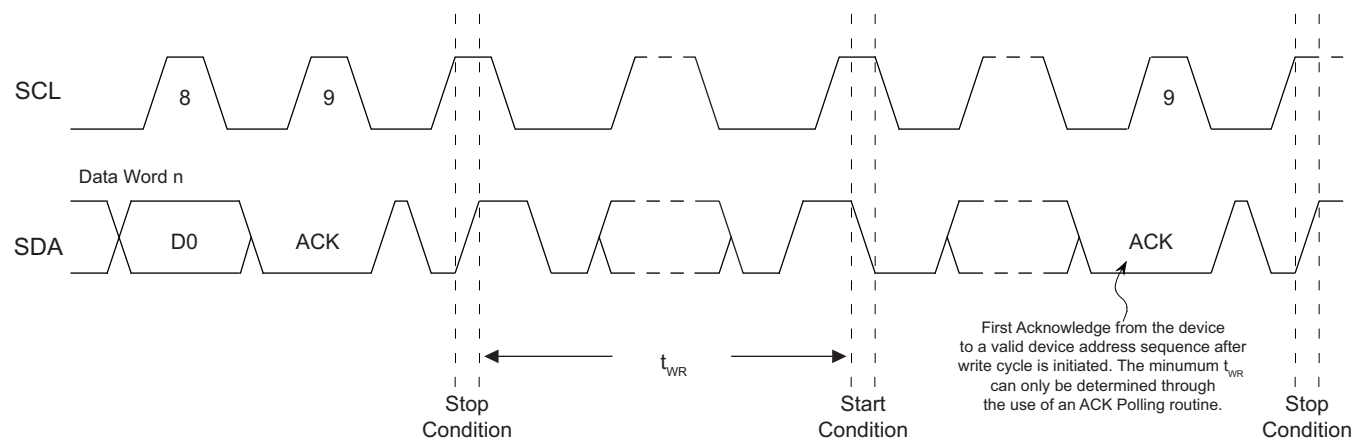 SCL
8
9
9
Data Word n
SDA
D0
ACK
ACK
First Acknowledge from the device
to a valid device address sequence after
write cycle is initiated. The minumum tWR
can only be determined through
the use of an ACK Polling routine.
tWR
Stop
Condition
Start
Condition
Stop
Condition